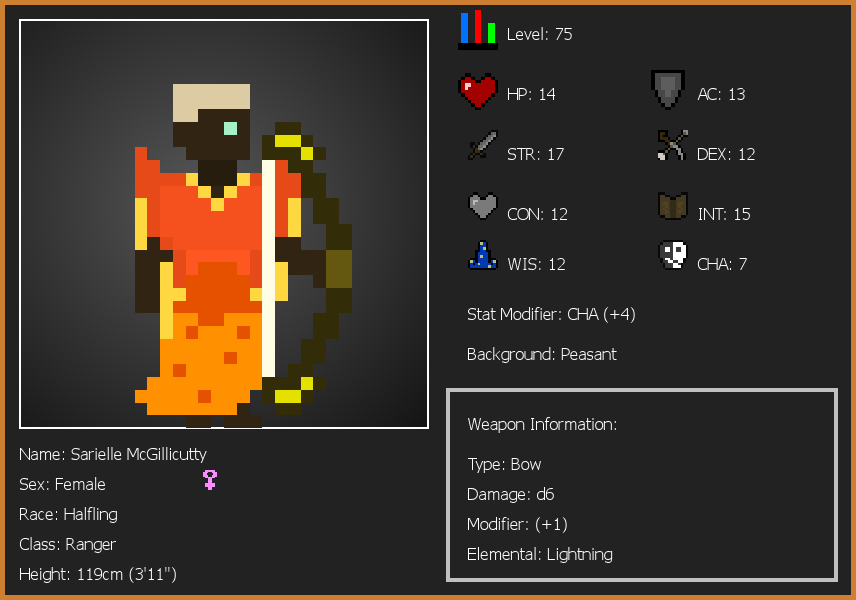 Level: 75
HP: 14
AC: 13
STR: 17
DEX: 12
CON: 12
INT: 15
WIS: 12
CHA: 7
Stat Modifier: CHA (+4)
Background: Peasant
Weapon Information:
Type: Bow
Damage: d6
Modifier: (+1)
Elemental: Lightning
Name: Sarielle McGillicutty
Sex: Female
Race: Halfling
Class: Ranger
Height: 119cm (3'11")